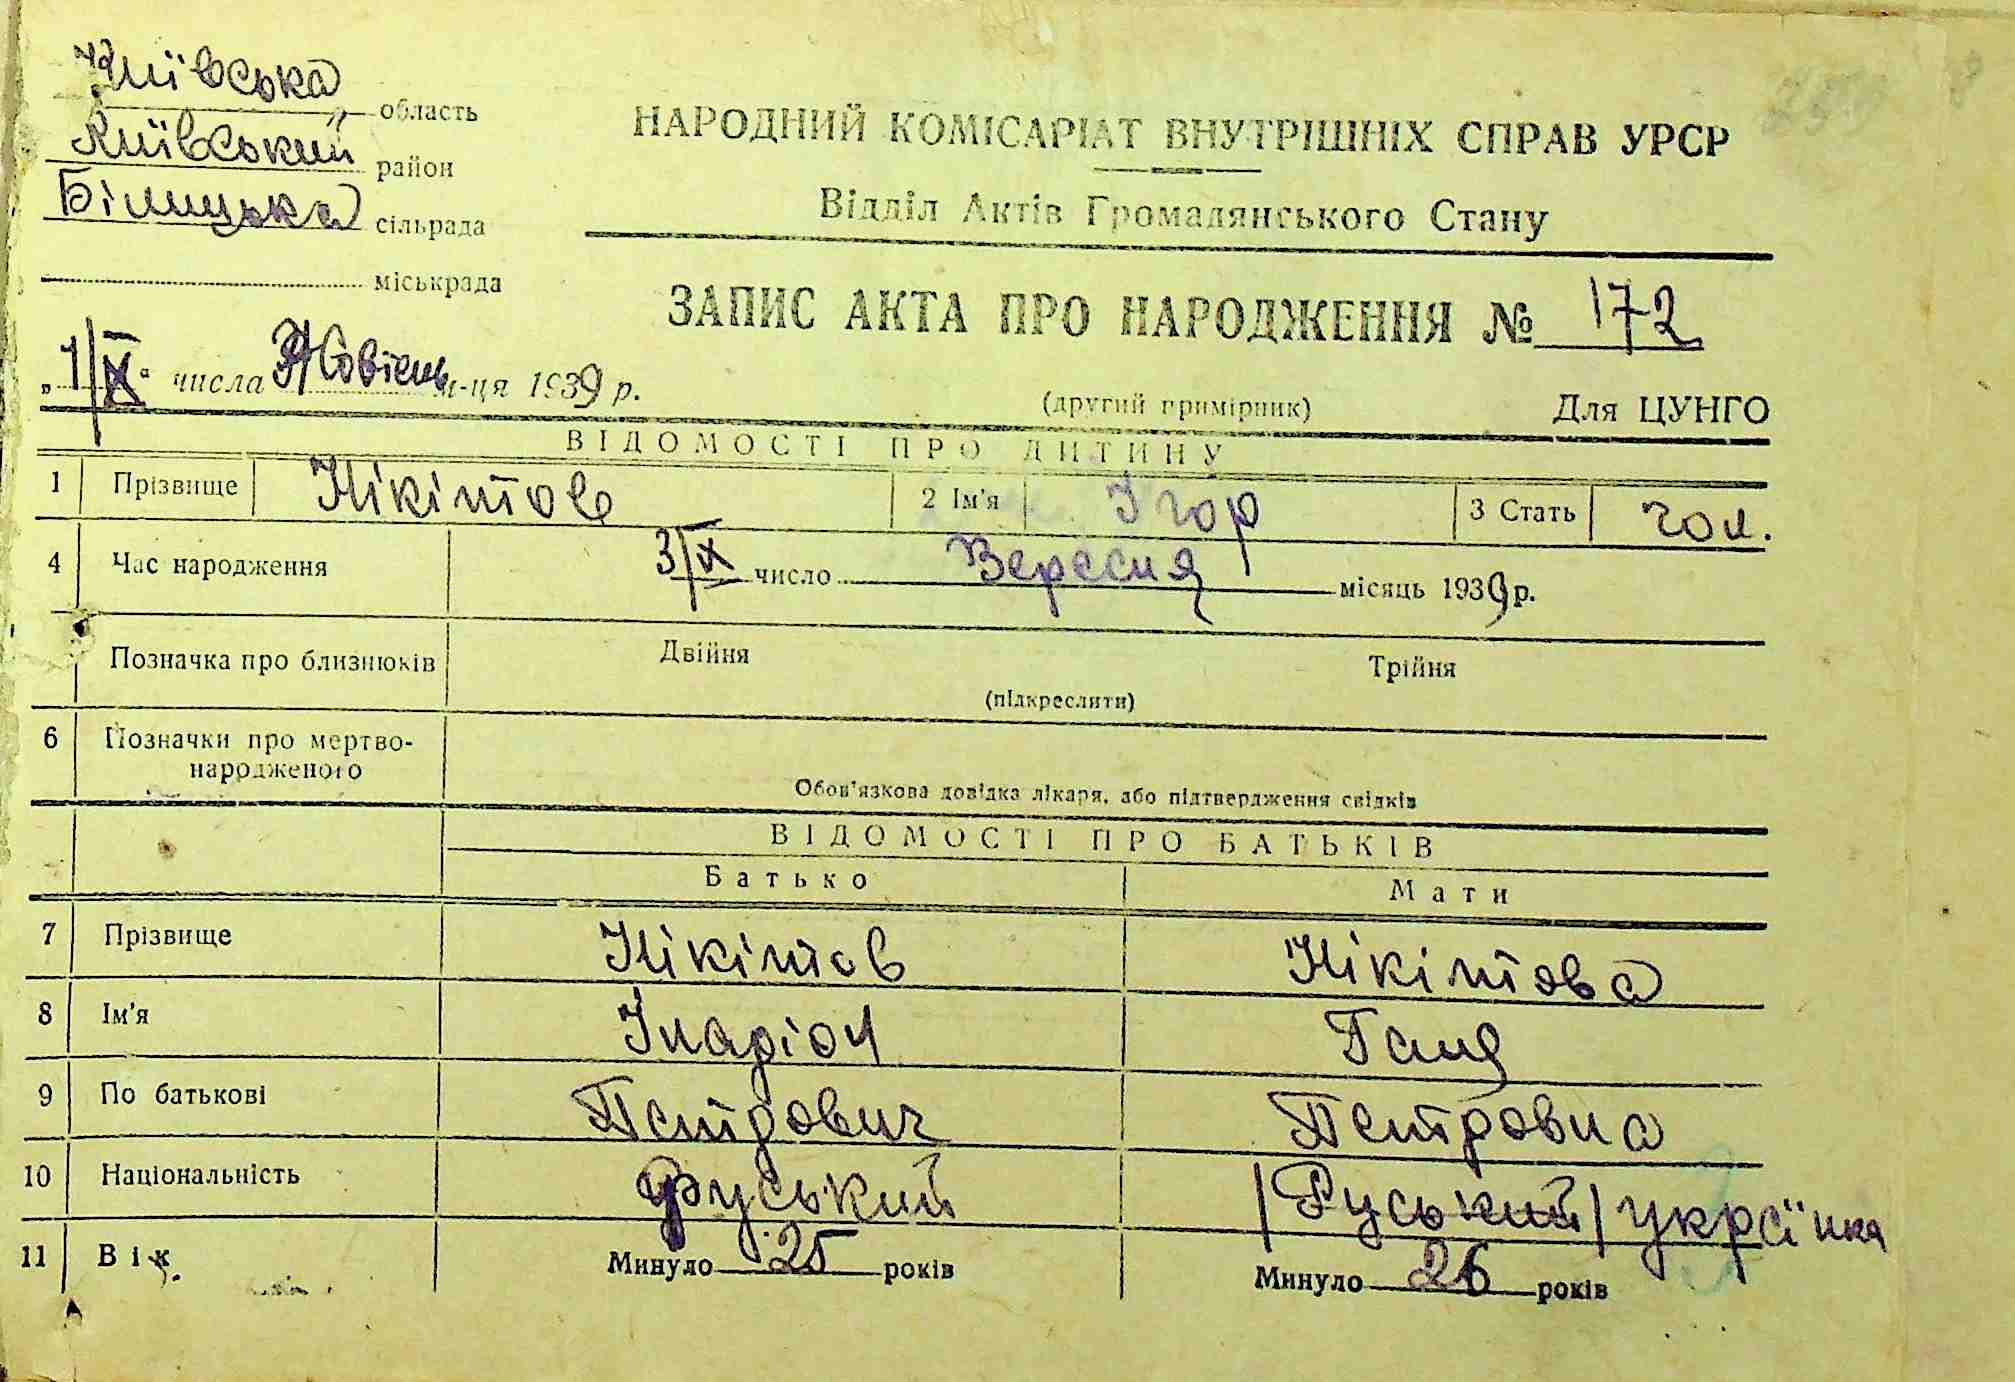 Київська область
Київський район
Білицька сільрада
міськрада
НАРОДНИЙ КОМІСАРІАТ ВНУТРІШНІХ СПРАВ УРСР
Відділ Актів Громадянського Стану
ЗАПИС АКТА ПРО НАРОДЖЕННЯ № 172
„1/IX“ числа Жовтень м-ця 1939 р.
(другий примірник) Для ЦУНГО
ВІДОМОСТІ ПРО ДИТИНУ
1 Прізвище Нікітов 2 Ім'я Ігор 3 Стать чол.
4 Час народження 3/IX число Вересня місяць 1939 р.
Позначка про близнюків Двійня Трійня
(підкреслити)
6 Позначки про мертво-
народженого
Обов'язкова довідка лікаря, або підтвердження свідків
ВІДОМОСТІ ПРО БАТЬКІВ
Батько Мати
7 Прізвище Нікітов Нікітова
8 Ім'я Іларіон Ганя
9 По батькові Петрович Петровна
10 Національність Руський /Руський/ українка
11 Вік Минуло 25 років Минуло 26 років